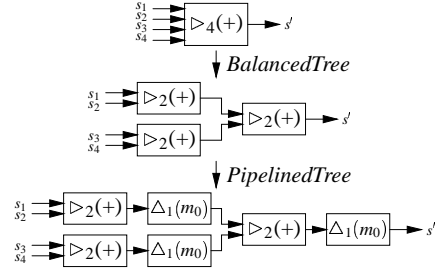 s1
s2
s3
s4
▷4(+)
s′
BalancedTree
s1
s2
▷2(+)
s3
s4
▷2(+)
▷2(+)
s′
PipelinedTree
s1
s2
▷2(+)
△1(m0)
s3
s4
▷2(+)
△1(m0)
▷2(+)
△1(m0)
s′